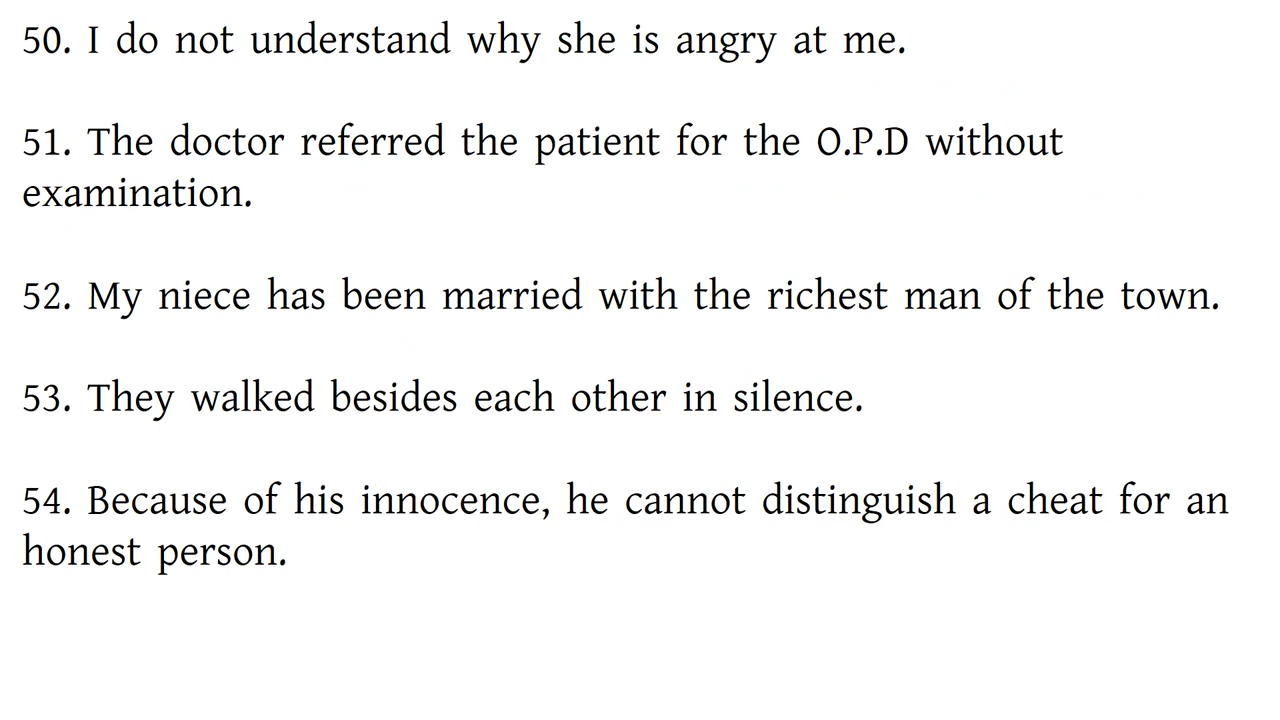 50. I do not understand why she is angry at me.
51. The doctor referred the patient for the O.P.D without
examination.
52. My niece has been married with the richest man of the town.
53. They walked besides each other in silence.
54. Because of his innocence, he cannot distinguish a cheat for an
honest person.